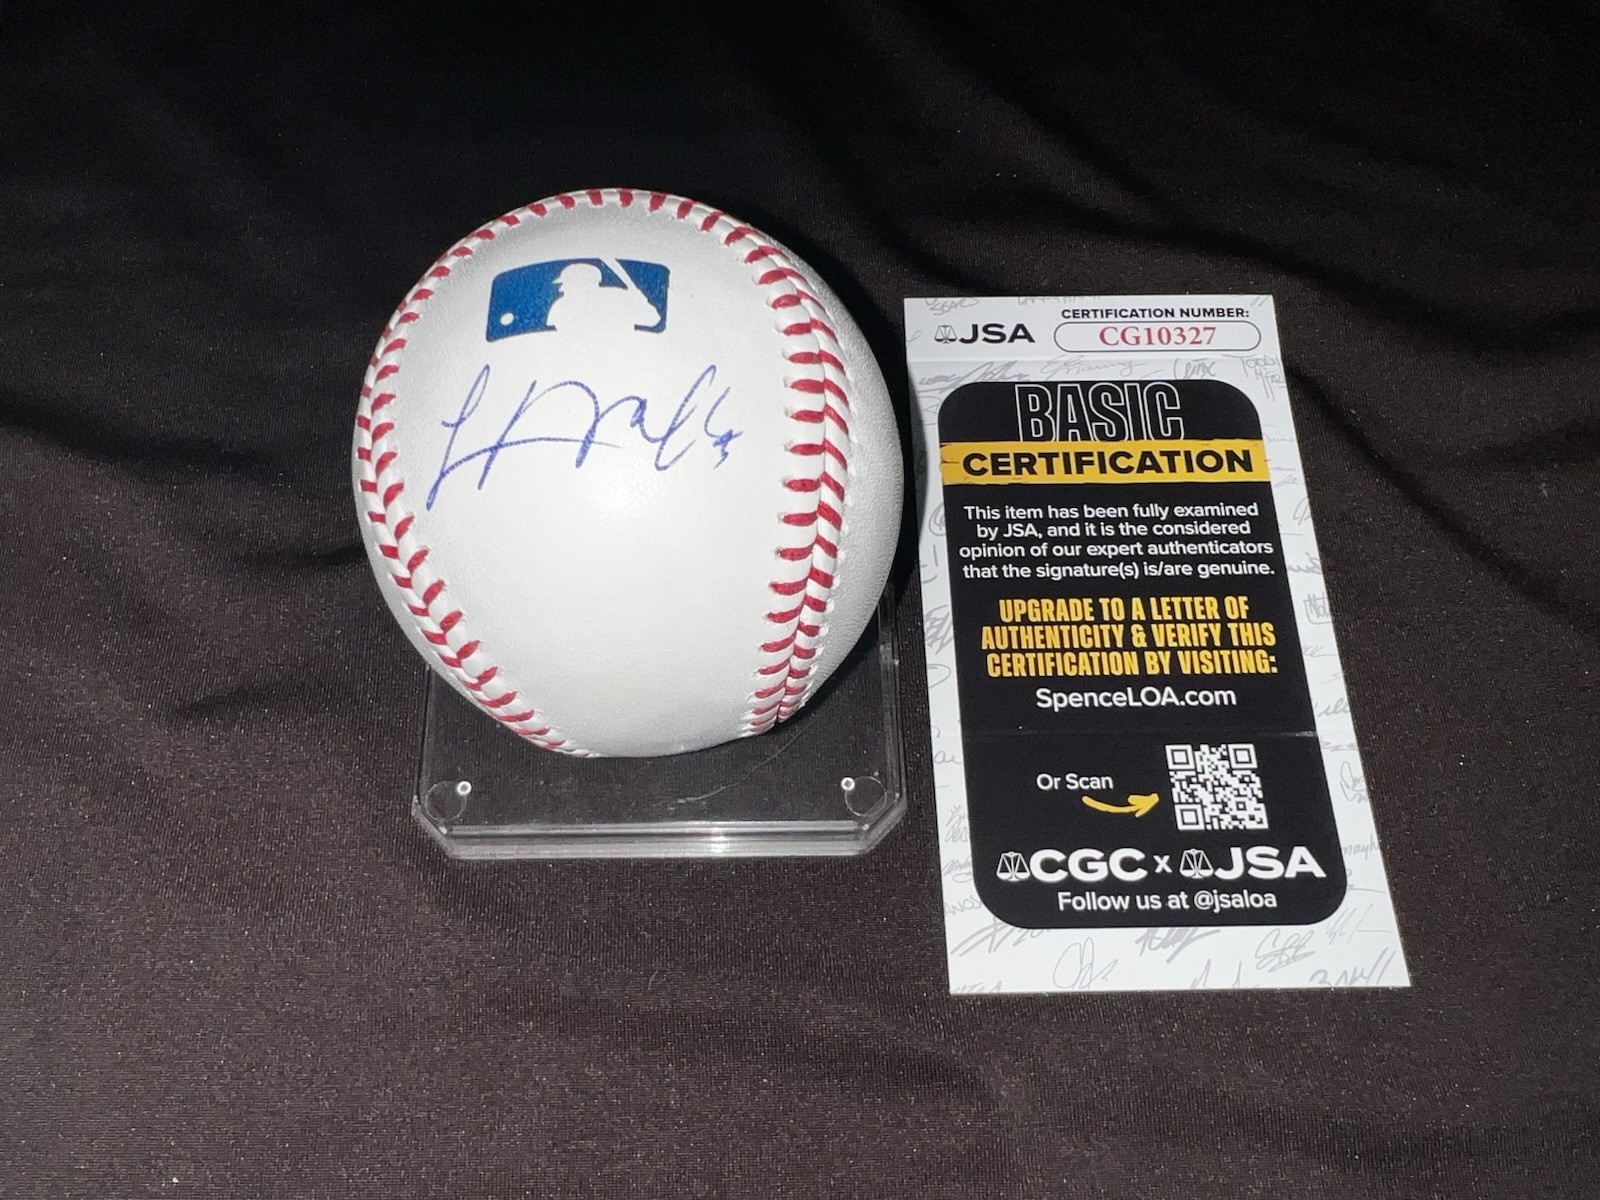 JSA
CERTIFICATION NUMBER:
CG10327
BASIC
CERTIFICATION
This item has been fully examined
by JSA, and it is the considered
opinion of our expert authenticators
that the signature(s) is/are genuine.
UPGRADE TO A LETTER OF
AUTHENTICITY & VERIFY THIS
CERTIFICATION BY VISITING:
SpenceLOA.com
Or Scan
CGC x JSA
Follow us at @jsaloa